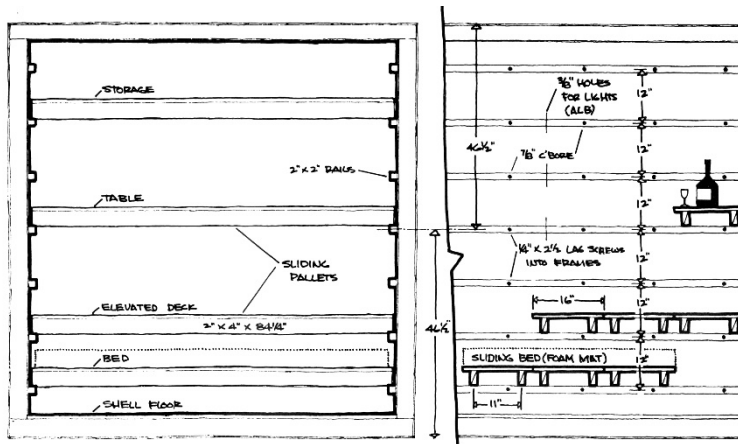 STORAGE
2" X 2" RAILS
TABLE
SLIDING
PALLETS
ELEVATED DECK
2" X 4" X 84 1/4"
BED
SHELL FLOOR
46 1/2"
46 1/2"
3/8" HOLES
FOR LIGHTS
(ALB)
7/8" C'BORE
1/4" X 2 1/2 LAG SCREWS
INTO FRAMES
12"
12"
12"
12"
12"
12"
16"
SLIDING BED (FOAM MAT)
11"